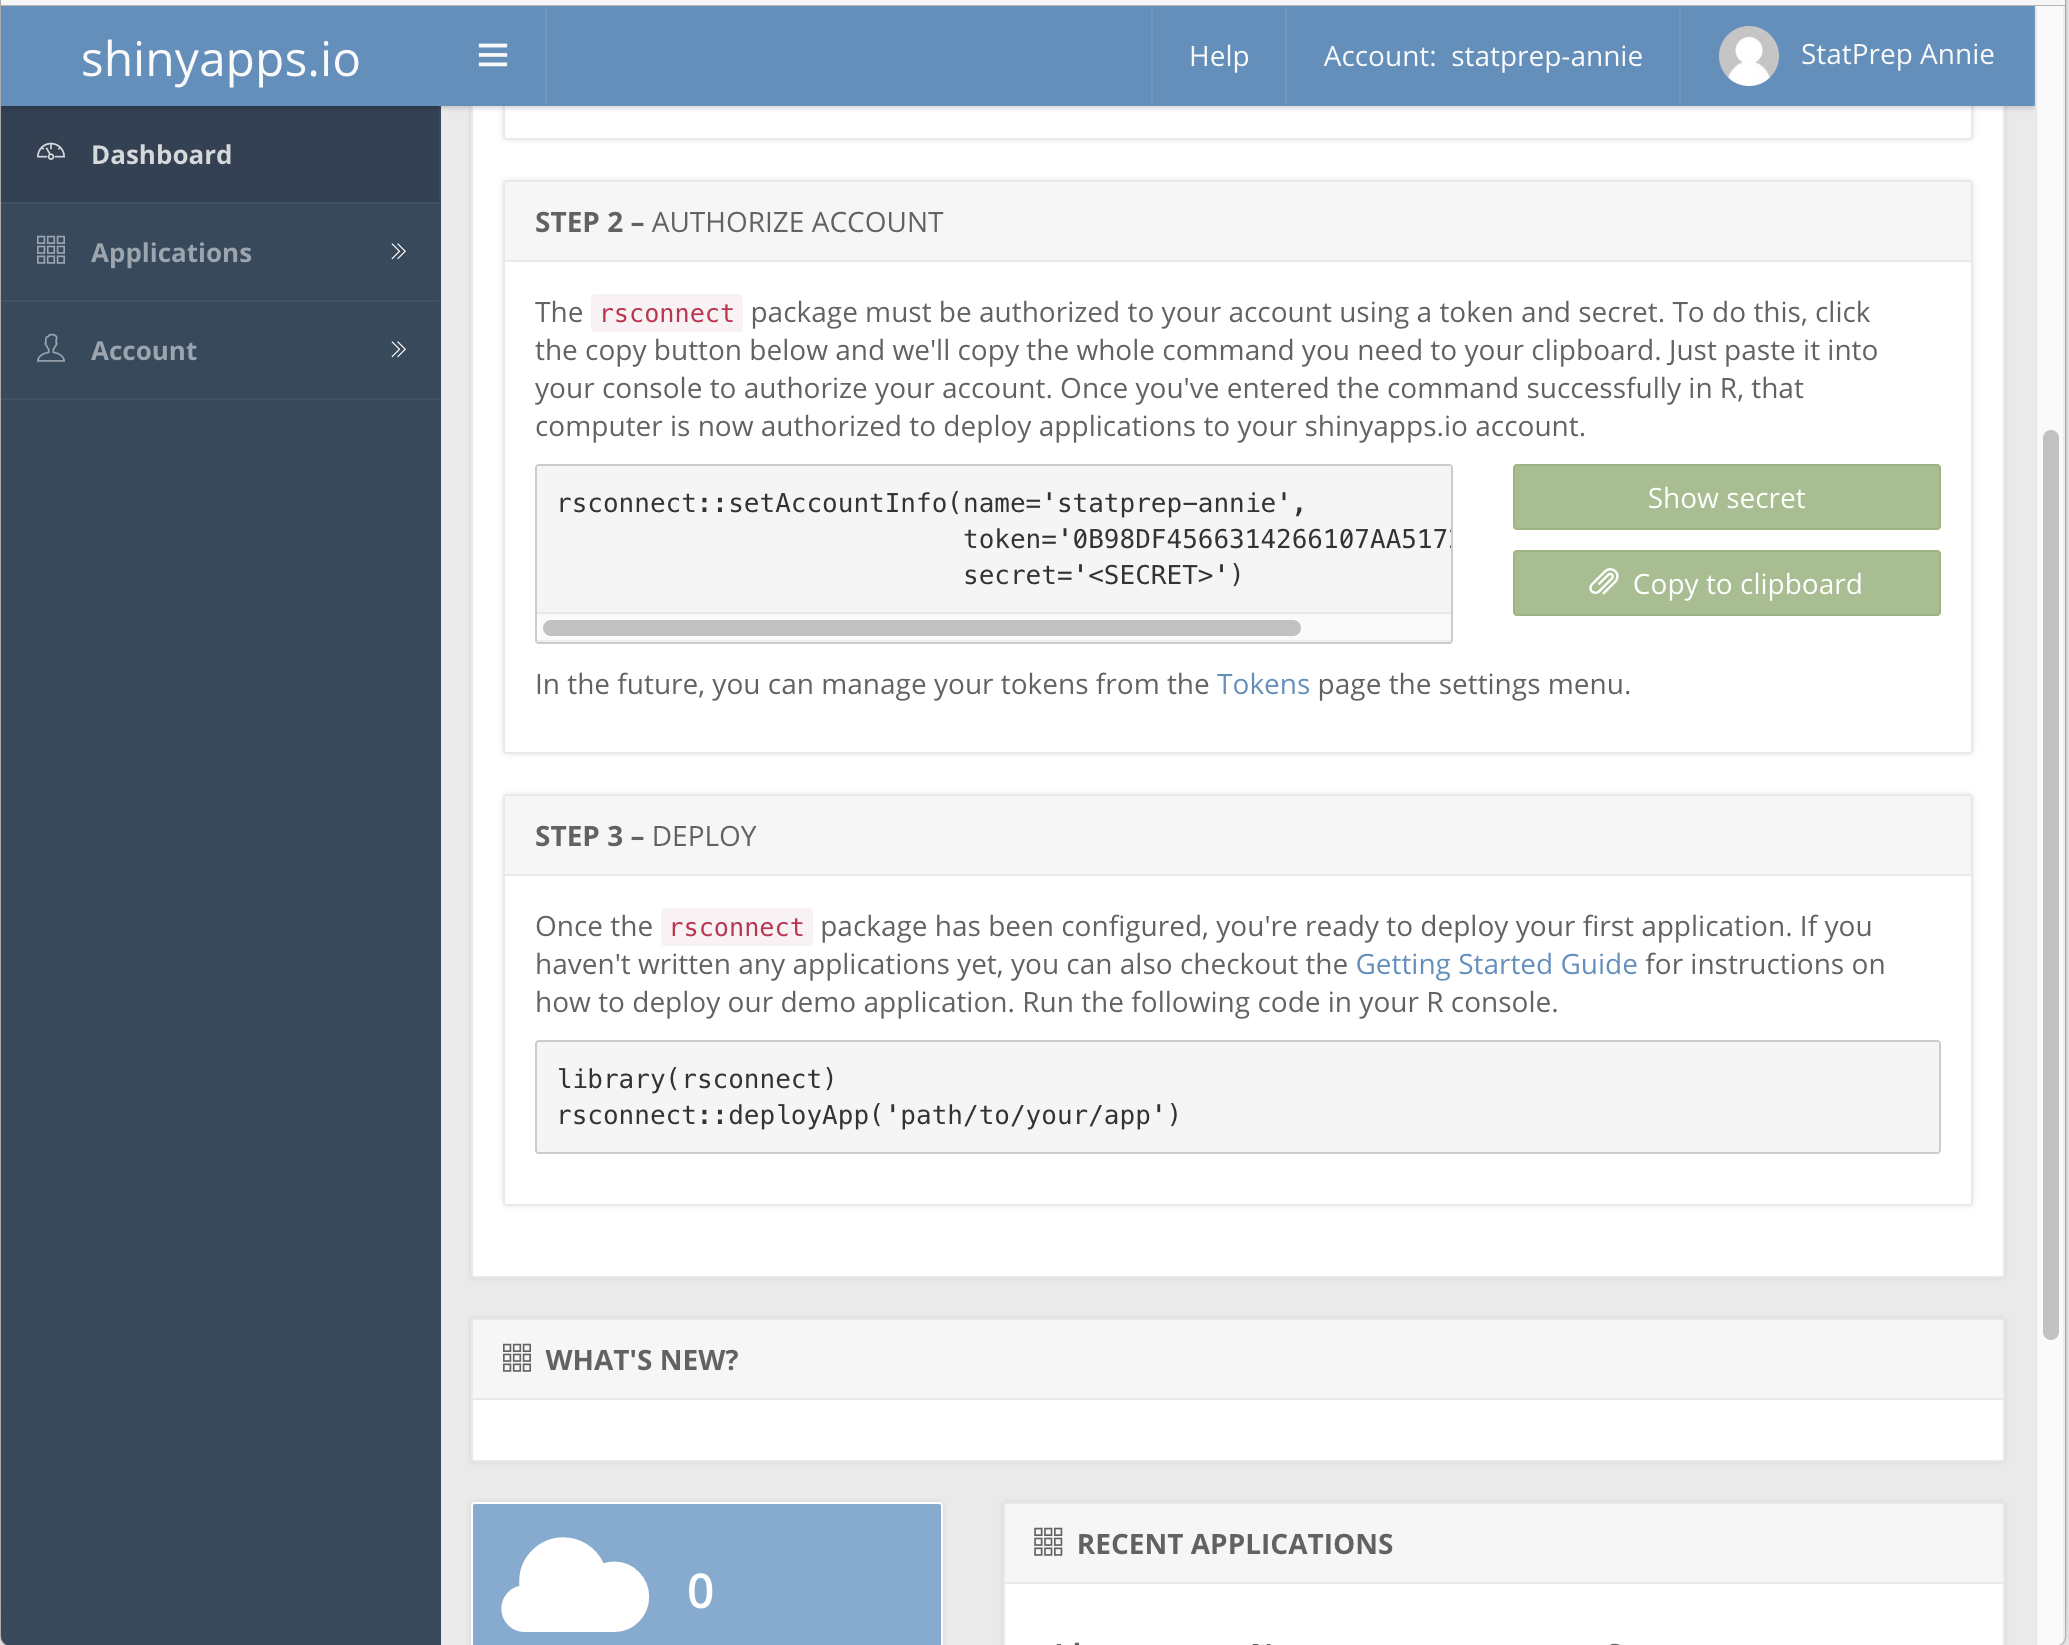 shinyapps.io
Help
Account: statprep-annie
StatPrep Annie
Dashboard
Applications
Account
STEP 2 – AUTHORIZE ACCOUNT
The rsconnect package must be authorized to your account using a token and secret. To do this, click
the copy button below and we'll copy the whole command you need to your clipboard. Just paste it into
your console to authorize your account. Once you've entered the command successfully in R, that
computer is now authorized to deploy applications to your shinyapps.io account.
rsconnect::setAccountInfo(name='statprep-annie',
token='0B98DF4566314266107AA517
secret='<SECRET>')
Show secret
Copy to clipboard
In the future, you can manage your tokens from the Tokens page the settings menu.
STEP 3 – DEPLOY
Once the rsconnect package has been configured, you're ready to deploy your first application. If you
haven't written any applications yet, you can also checkout the Getting Started Guide for instructions on
how to deploy our demo application. Run the following code in your R console.
library(rsconnect)
rsconnect::deployApp('path/to/your/app')
WHAT'S NEW?
0
RECENT APPLICATIONS